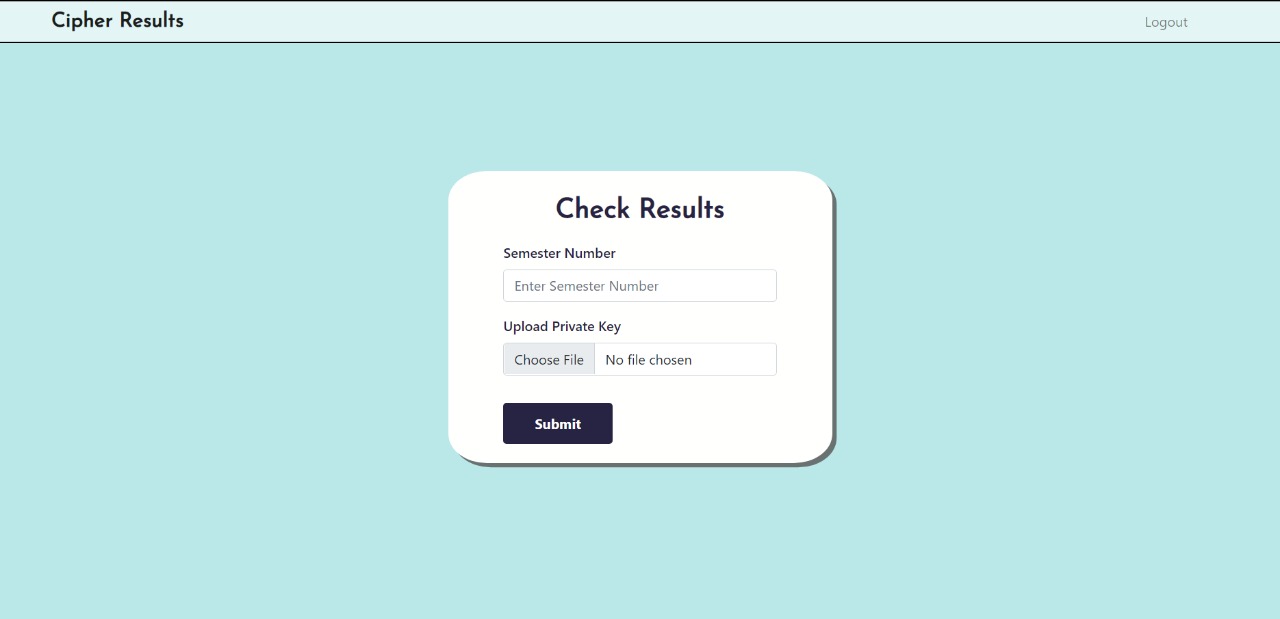 Cipher Results
Logout
Check Results
Semester Number
Enter Semester Number
Upload Private Key
Choose File No file chosen
Submit